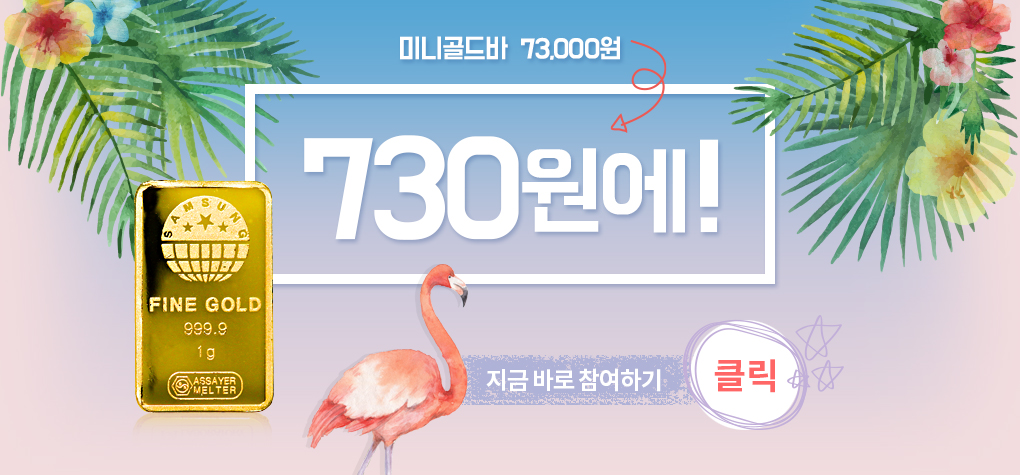 미니골드바 73,000원
730원에!
SAMSUNG
FINE GOLD
999.9
1g
ASSAYER
MELTER
지금 바로 참여하기
클릭